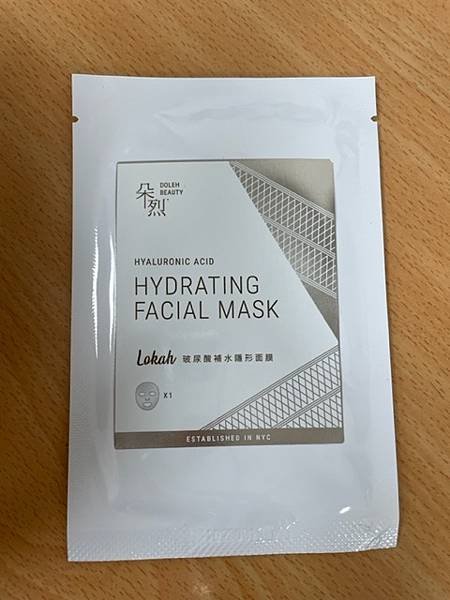 朵烈
DOLEH
BEAUTY
HYALURONIC ACID
HYDRATING
FACIAL MASK
Lokah 玻尿酸補水隱形面膜
X1
ESTABLISHED IN NYC